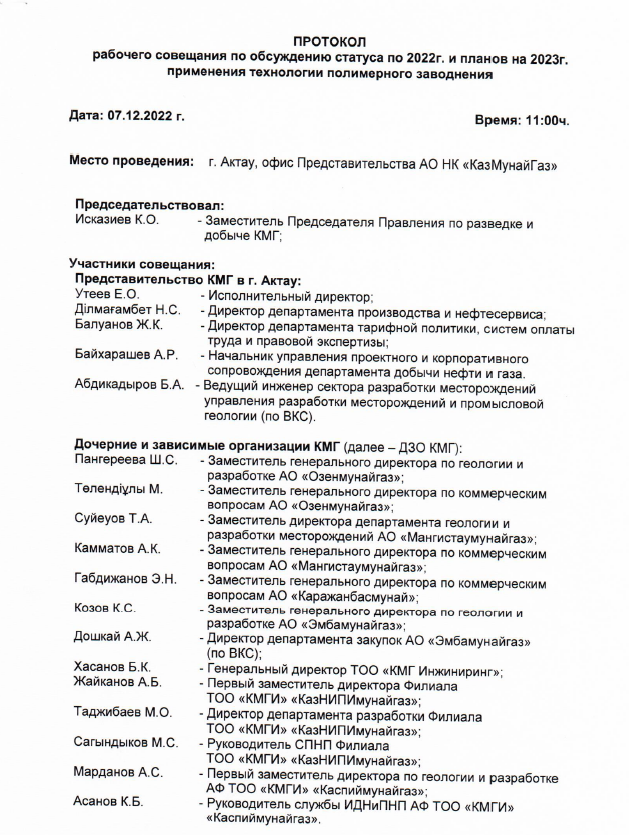 ПРОТОКОЛ
рабочего совещания по обсуждению статуса по 2022г. и планов на 2023г.
применения технологии полимерного заводнения
Дата: 07.12.2022 г. Время: 11:00ч.
Место проведения: г. Актау, офис Представительства АО НК «КазМунайГаз»
Председательствовал:
Исказиев К.О. - Заместитель Председателя Правления по разведке и
добыче КМГ;
Участники совещания:
Представительство КМГ в г. Актау:
Утеев Е.О. - Исполнительный директор;
Ділмағамбет Н.С. - Директор департамента производства и нефтесервиса;
Балуанов Ж.К. - Директор департамента тарифной политики, систем оплаты
труда и правовой экспертизы;
Байхарашев А.Р. - Начальник управления проектного и корпоративного
сопровождения департамента добычи нефти и газа.
Абдикадыров Б.А. - Ведущий инженер сектора разработки месторождений
управления разработки месторождений и промысловой
геологии (по ВКС).
Дочерние и зависимые организации КМГ (далее – ДЗО КМГ):
Пангереева Ш.С. - Заместитель генерального директора по геологии и
разработке АО «Озенмунайгаз»;
Төлендіұлы М. - Заместитель генерального директора по коммерческим
вопросам АО «Озенмунайгаз»;
Суйеуов Т.А. - Заместитель директора департамента геологии и
разработки месторождений АО «Мангистаумунайгаз»;
Камматов А.К. - Заместитель генерального директора по коммерческим
вопросам АО «Мангистаумунайгаз»;
Габдижанов Э.Н. - Заместитель генерального директора по коммерческим
вопросам АО «Каражанбасмунай»;
Козов К.С. - Заместитель генерального директора по геологии и
разработке АО «Эмбамунайгаз»;
Дошкай А.Ж. - Директор департамента закупок АО «Эмбамунайгаз»
(по ВКС);
Хасанов Б.К. - Генеральный директор ТОО «КМГ Инжиниринг»;
Жайканов А.Б. - Первый заместитель директора Филиала
ТОО «КМГИ» «КазНИПИмунайгаз»;
Таджибаев М.О. - Директор департамента разработки Филиала
ТОО «КМГИ» «КазНИПИмунайгаз»;
Сагындыков М.С. - Руководитель СПНП Филиала
ТОО «КМГИ» «КазНИПИмунайгаз»;
Марданов А.С. - Первый заместитель директора по геологии и разработке
АФ ТОО «КМГИ» «Каспиймунайгаз»;
Асанов К.Б. - Руководитель службы ИДНиПНП АФ ТОО «КМГИ»
«Каспиймунайгаз».